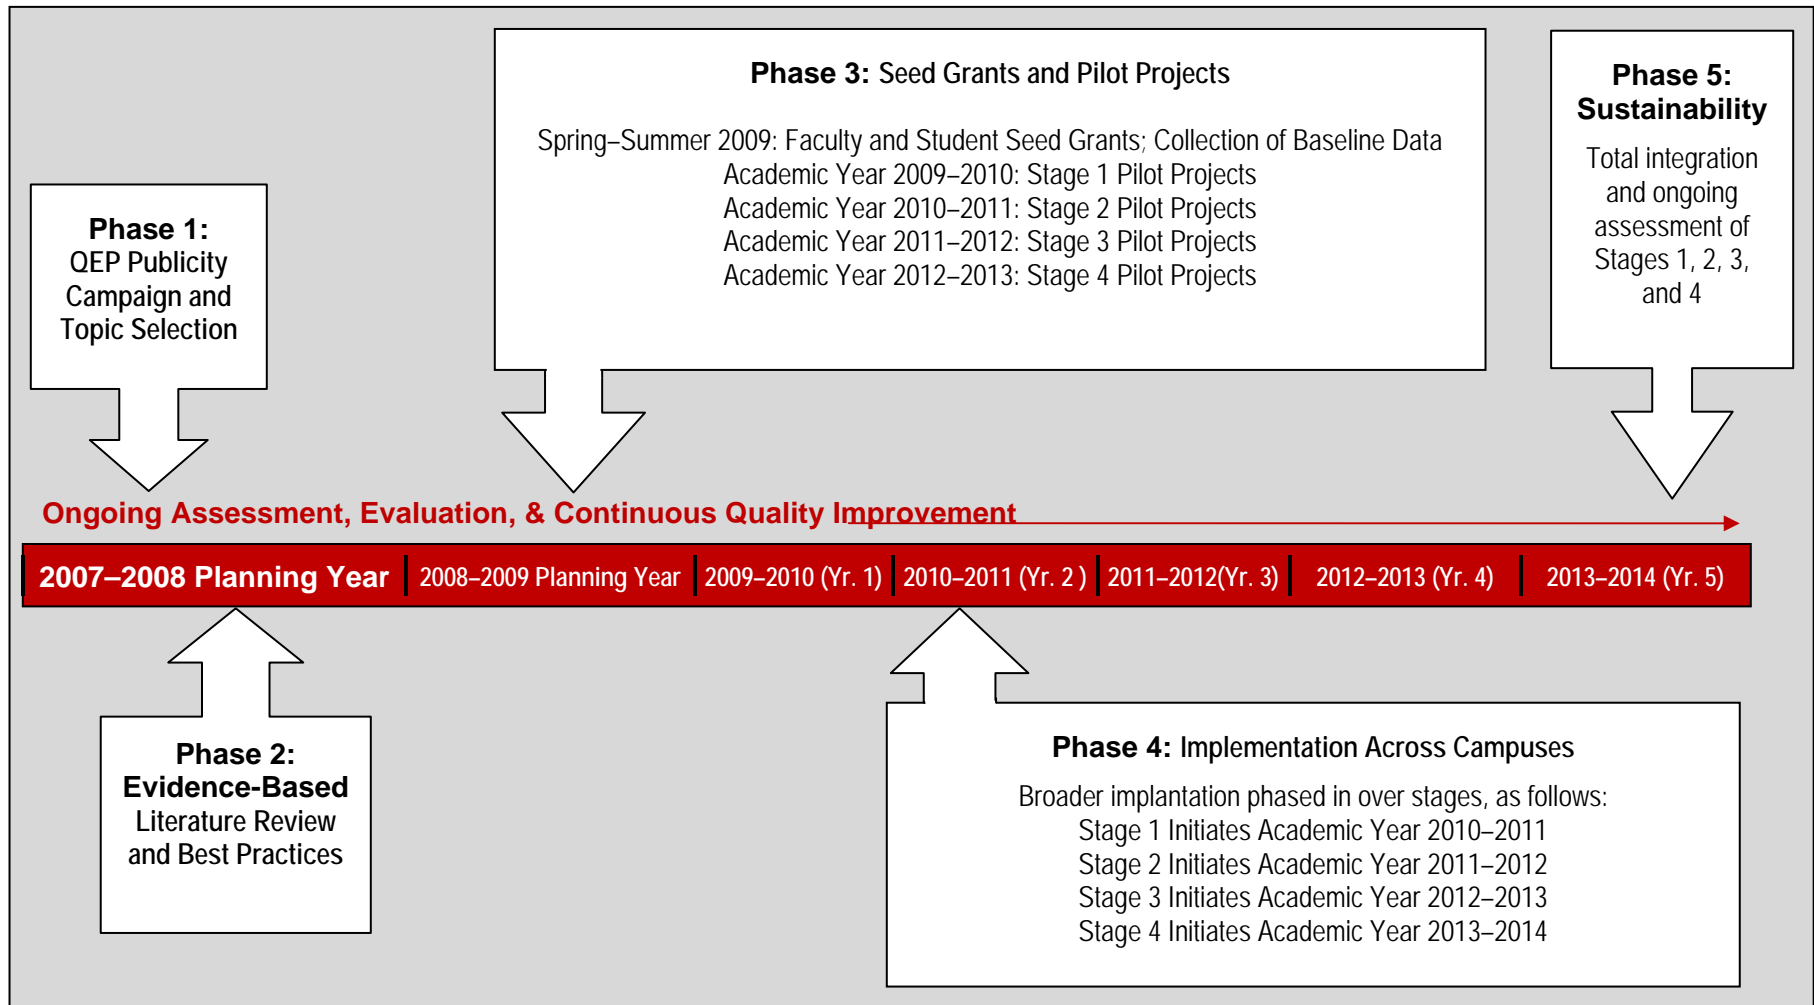 Phase 1:
QEP Publicity
Campaign and
Topic Selection
Phase 3: Seed Grants and Pilot Projects
Spring–Summer 2009: Faculty and Student Seed Grants; Collection of Baseline Data
Academic Year 2009–2010: Stage 1 Pilot Projects
Academic Year 2010–2011: Stage 2 Pilot Projects
Academic Year 2011–2012: Stage 3 Pilot Projects
Academic Year 2012–2013: Stage 4 Pilot Projects
Phase 5:
Sustainability
Total integration
and ongoing
assessment of
Stages 1, 2, 3,
and 4
Ongoing Assessment, Evaluation, & Continuous Quality Improvement
2007–2008 Planning Year 2008–2009 Planning Year 2009–2010 (Yr. 1) 2010–2011 (Yr. 2 ) 2011–2012(Yr. 3) 2012–2013 (Yr. 4) 2013–2014 (Yr. 5)
Phase 2:
Evidence-Based
Literature Review
and Best Practices
Phase 4: Implementation Across Campuses
Broader implantation phased in over stages, as follows:
Stage 1 Initiates Academic Year 2010–2011
Stage 2 Initiates Academic Year 2011–2012
Stage 3 Initiates Academic Year 2012–2013
Stage 4 Initiates Academic Year 2013–2014